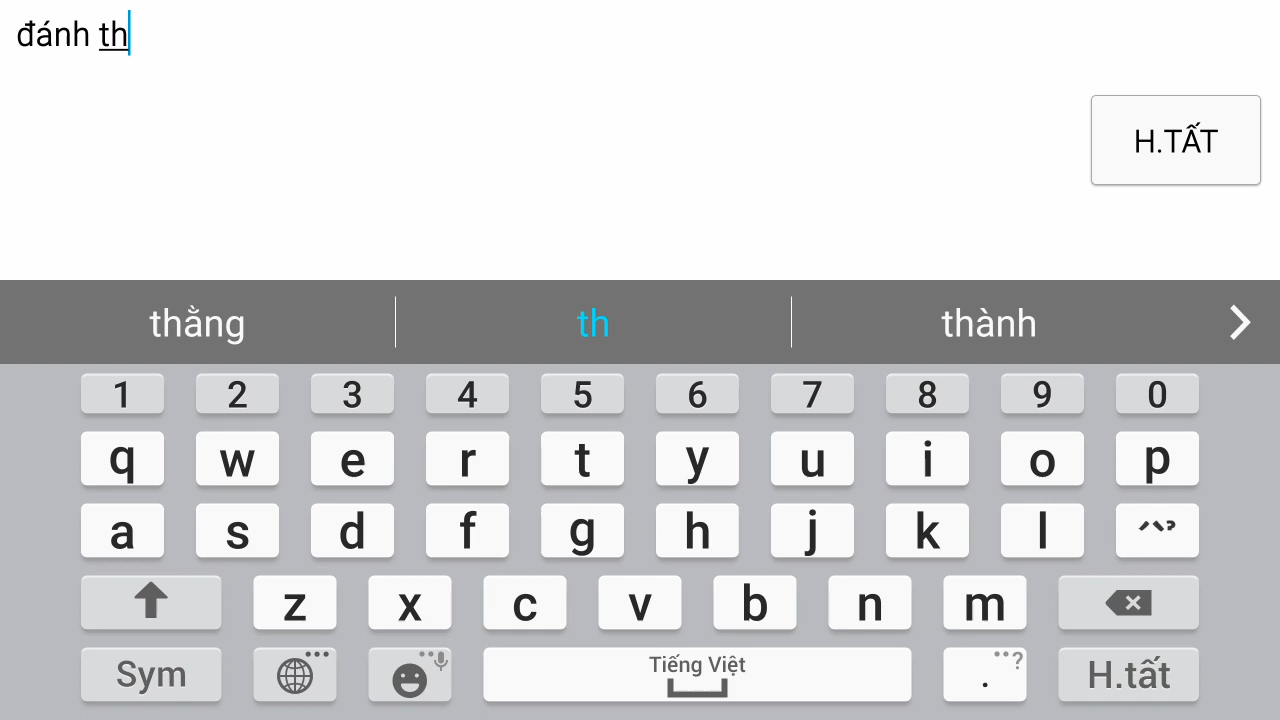 đánh th
H.TẤT
thằng th thành
1 2 3 4 5 6 7 8 9 0
q w e r t y u i o p
a s d f g h j k l
z x c v b n m
Sym Tiếng Việt . ? H.tất